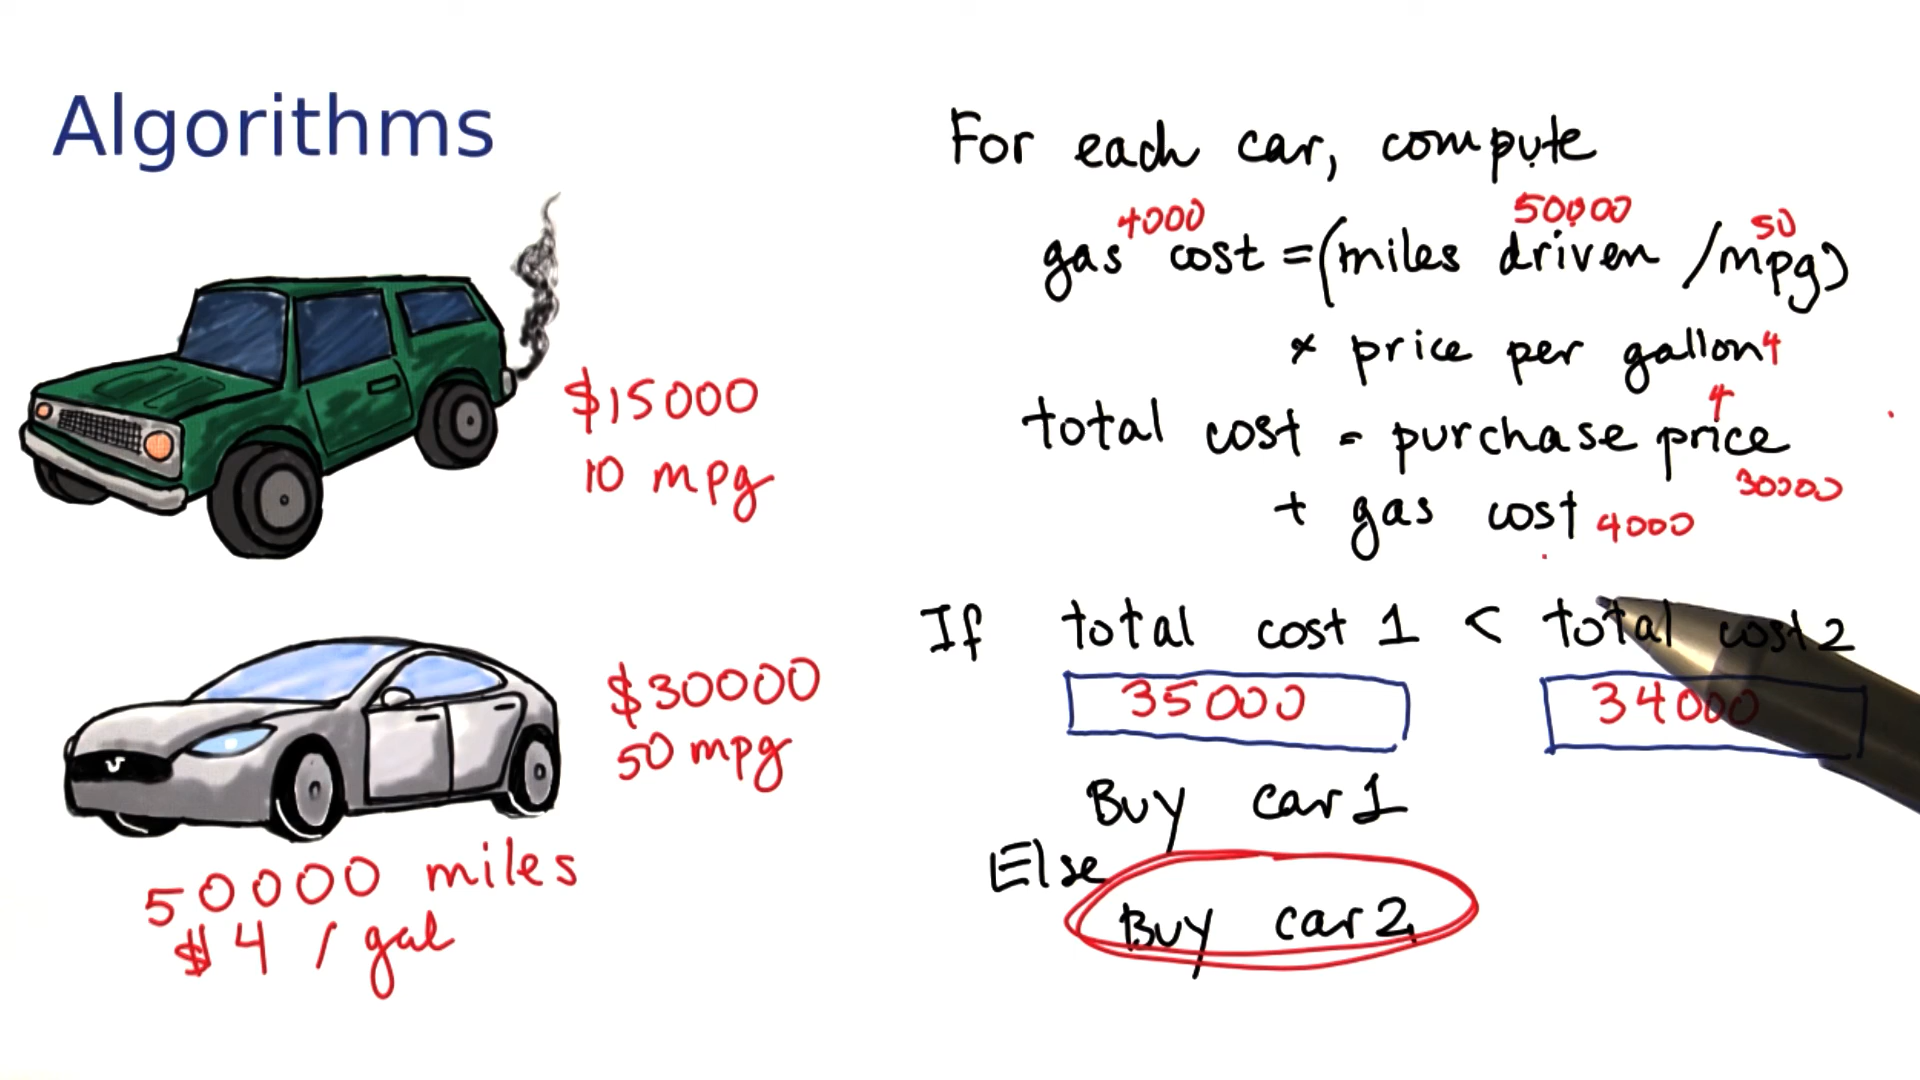 Algorithms
$15000
10 mpg
$30000
50 mpg
50000 miles
$4 / gal
For each car, compute
4000 50000 50
gas cost = (miles driven / mpg)
* price per gallon 4
4
total cost = purchase price
30000
+ gas cost 4000
If total cost 1 < total cost 2
35000 34000
Buy car 1
Else
Buy car 2